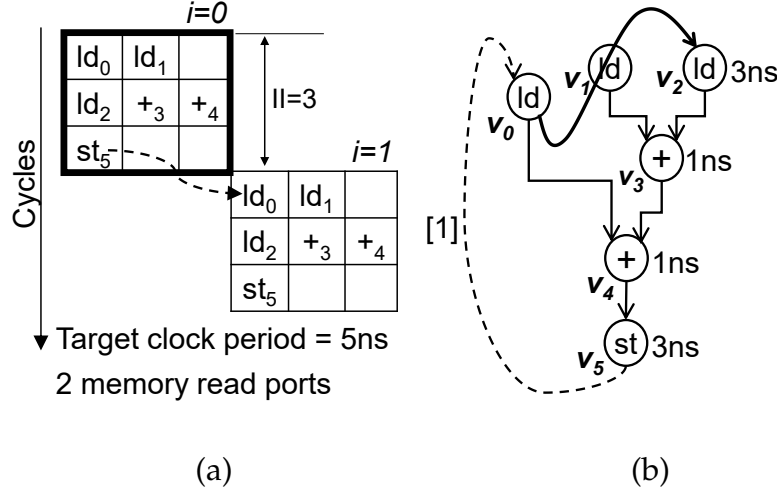 i=0
ld₀ ld₁
ld₂ +₃ +₄
st₅
II=3
i=1
ld₀ ld₁
ld₂ +₃ +₄
st₅
Cycles
Target clock period = 5ns
2 memory read ports
(a)
ld v₀
ld v₁
ld v₂ 3ns
+ v₃ 1ns
[1]
+ v₄ 1ns
st v₅ 3ns
(b)